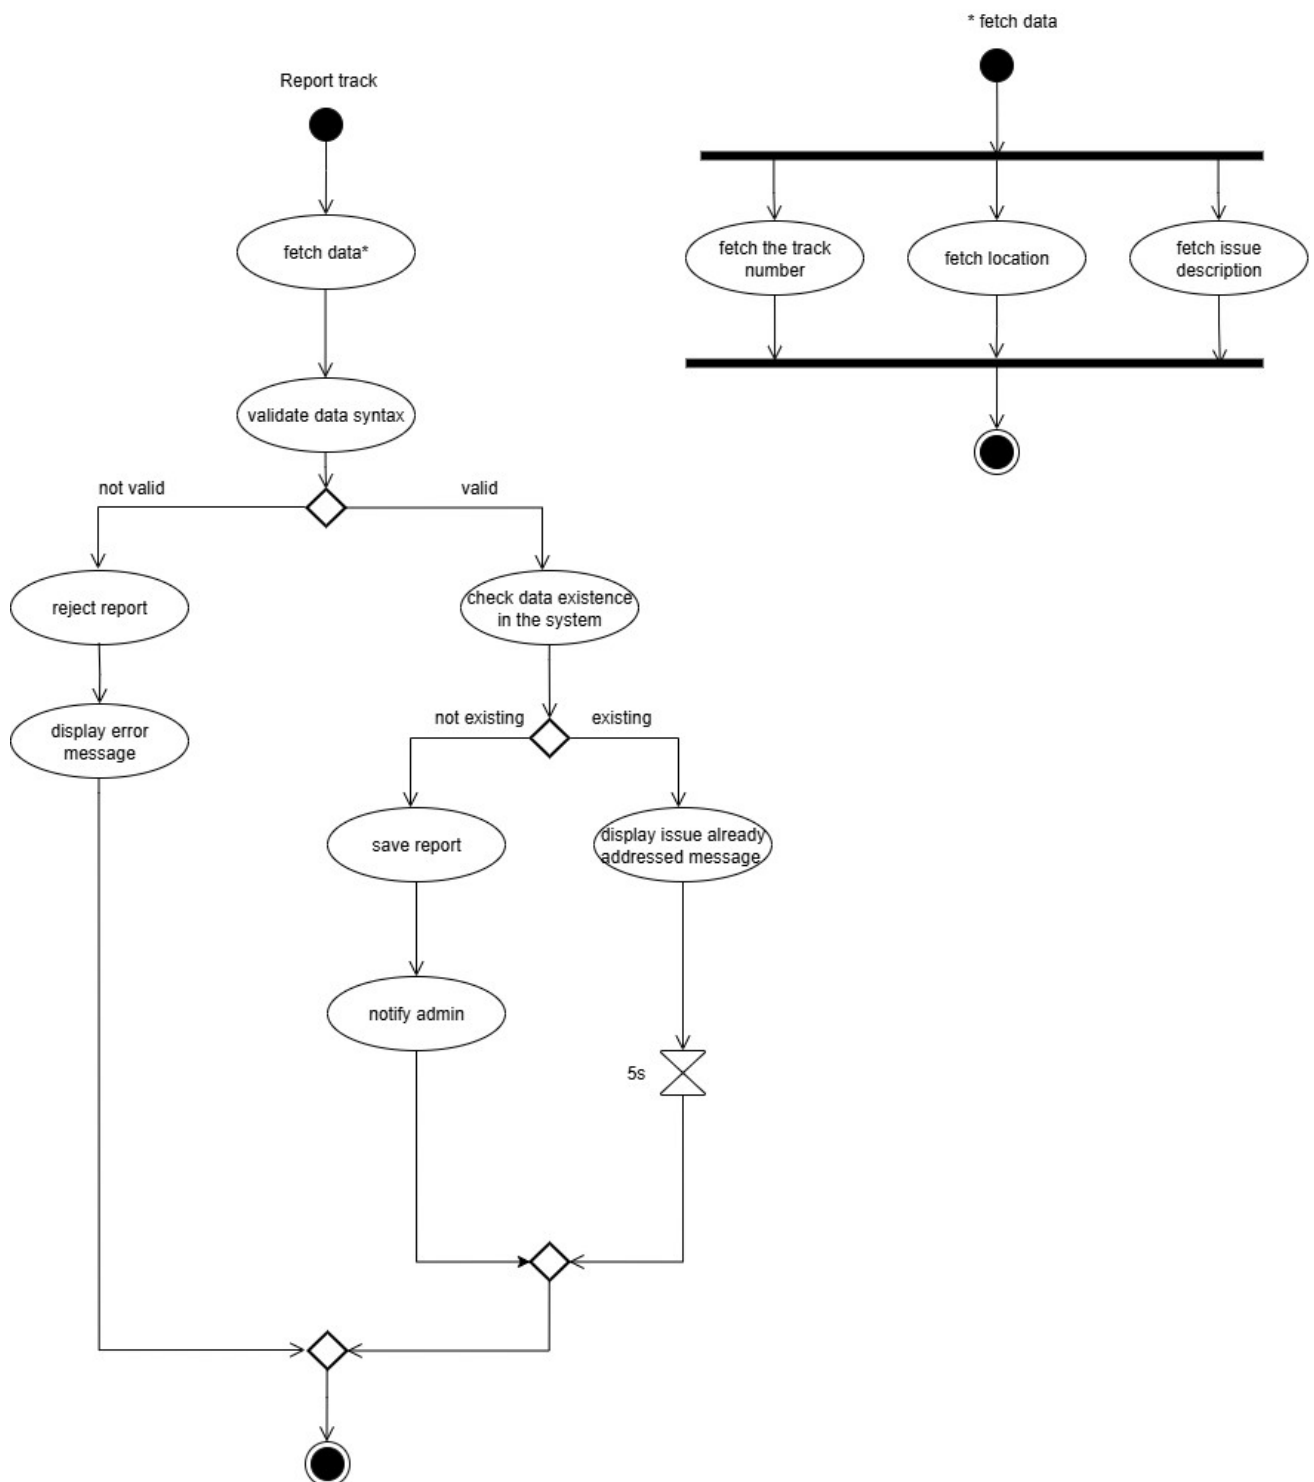 * fetch data
Report track
fetch data*
fetch the track
number
fetch location
fetch issue
description
validate data syntax
not valid
valid
reject report
check data existence
in the system
display error
message
not existing
existing
save report
display issue already
addressed message
notify admin
5s